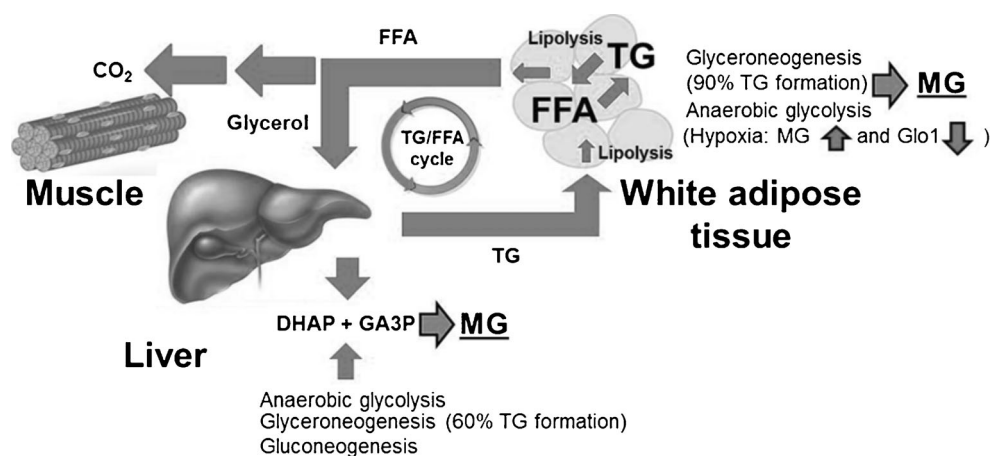 FFA
CO2
Glycerol
Muscle
TG/FFA
cycle
Lipolysis
TG
FFA
Lipolysis
White adipose
tissue
Glyceroneogenesis
(90% TG formation)
MG
Anaerobic glycolysis
(Hypoxia: MG and Glo1 )
TG
Liver
DHAP + GA3P
MG
Anaerobic glycolysis
Glyceroneogenesis (60% TG formation)
Gluconeogenesis